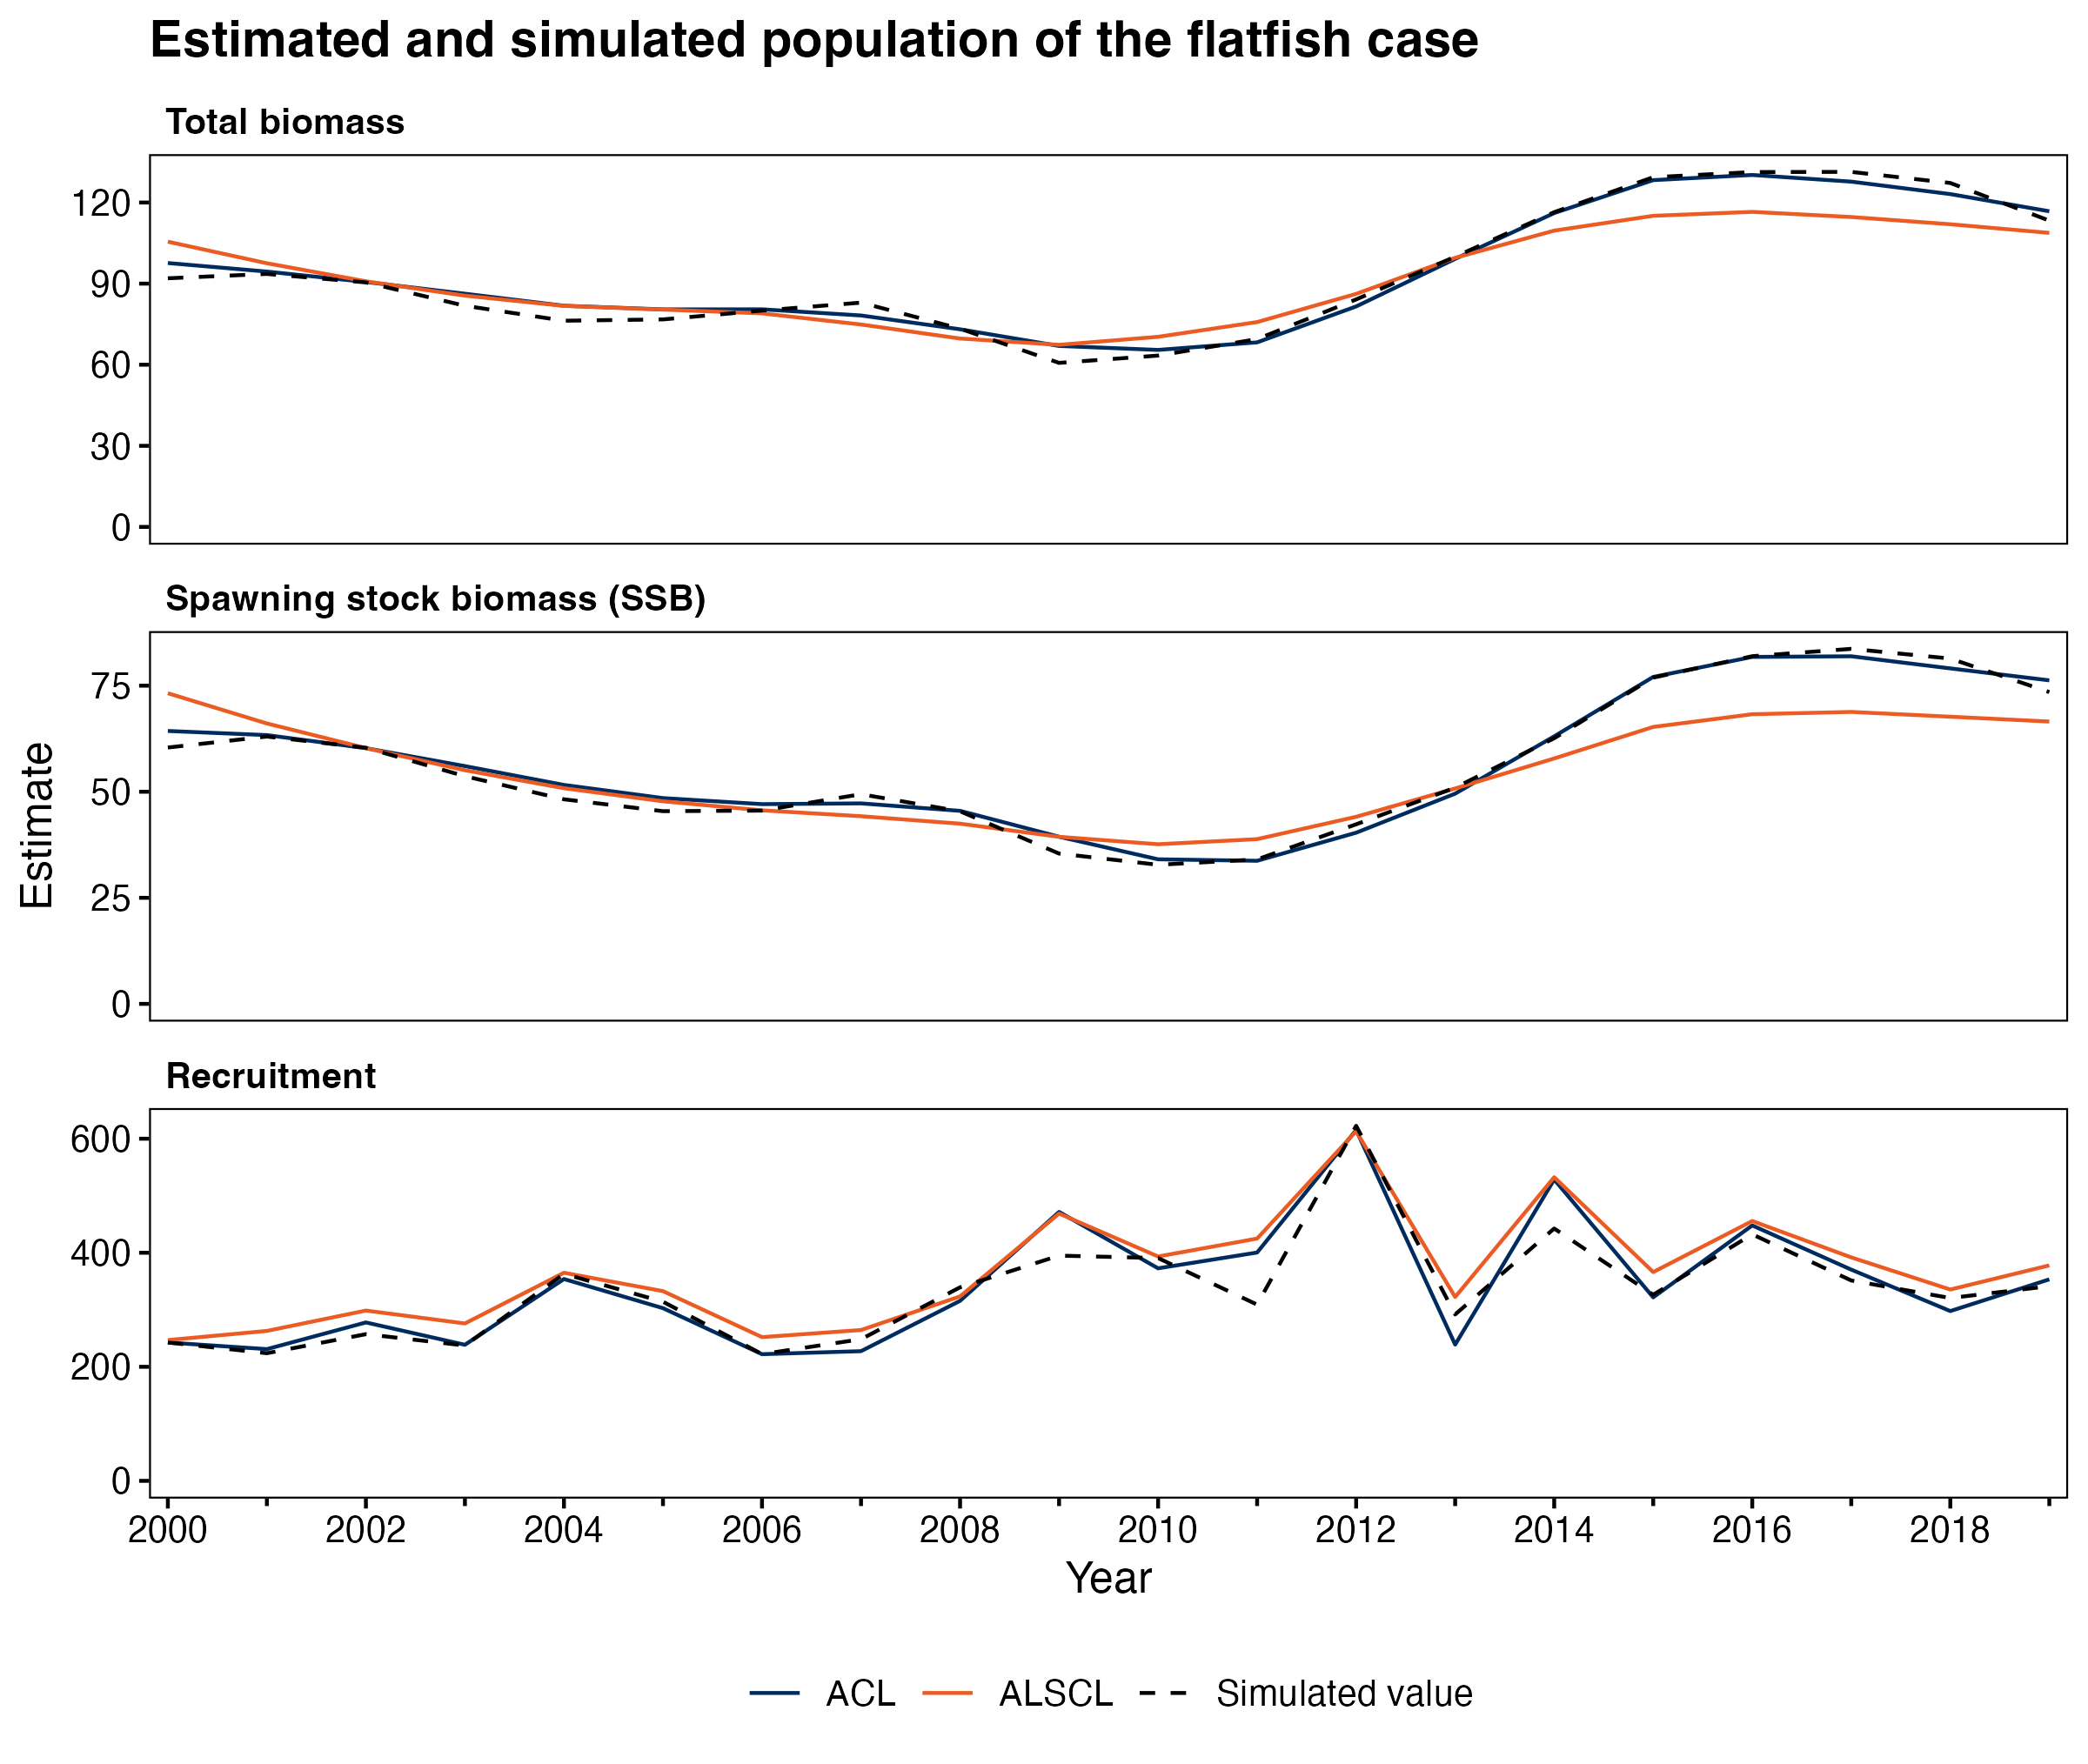 Estimated and simulated population of the flatfish case
Total biomass
120
90
60
30
0
Spawning stock biomass (SSB)
75
50
25
0
Estimate
Recruitment
600
400
200
0
2000 2002 2004 2006 2008 2010 2012 2014 2016 2018
Year
ACL ALSCL Simulated value